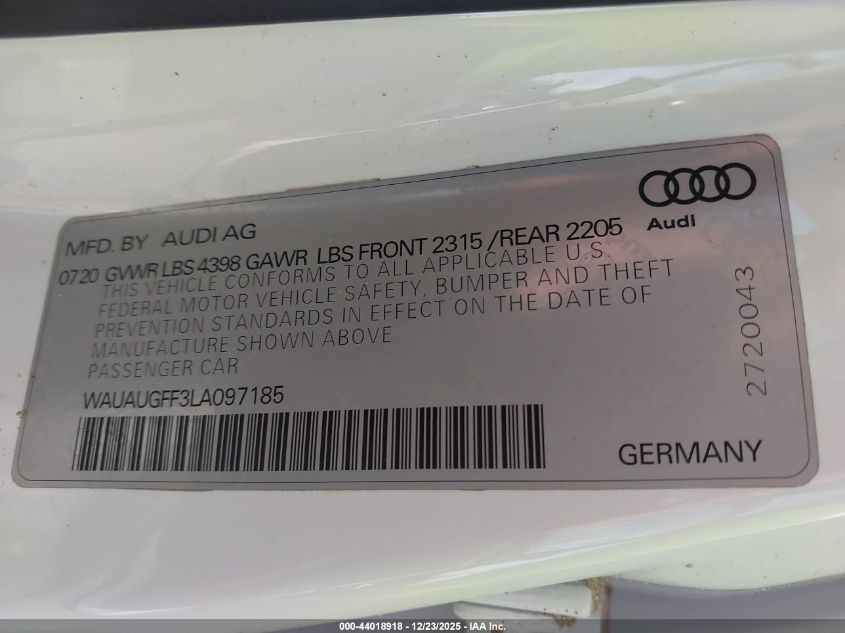 MFD. BY AUDI AG
Audi
0720 GVWR LBS 4398 GAWR LBS FRONT 2315 /REAR 2205
THIS VEHICLE CONFORMS TO ALL APPLICABLE U.S.
FEDERAL MOTOR VEHICLE SAFETY, BUMPER AND THEFT
PREVENTION STANDARDS IN EFFECT ON THE DATE OF
MANUFACTURE SHOWN ABOVE
PASSENGER CAR
WAUAUGFF3LA097185
2720043
GERMANY
000-44018918 - 12/23/2025 - IAA Inc.